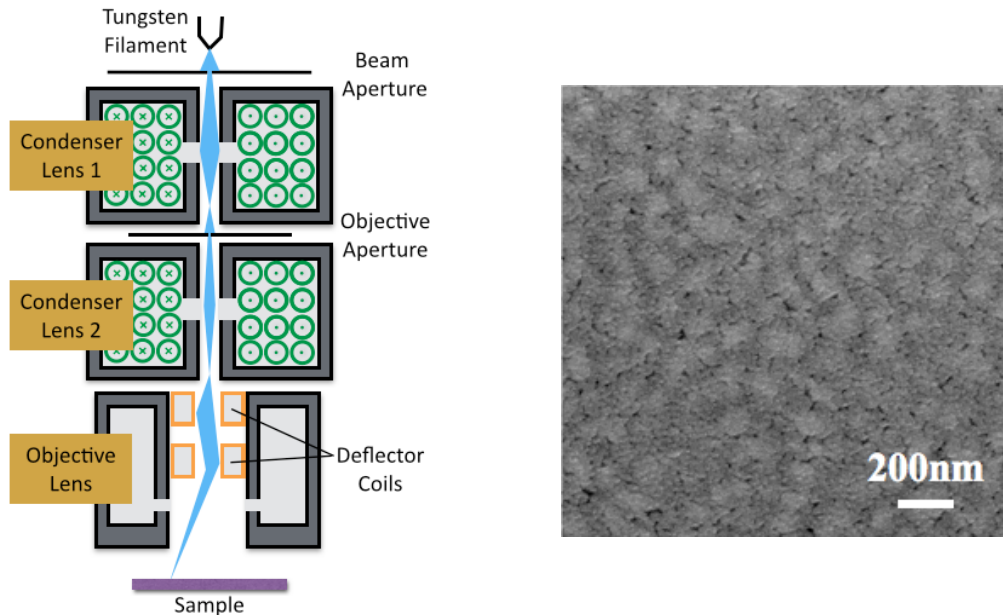 Tungsten
Filament
Beam
Aperture
Condenser
Lens 1
Objective
Aperture
Condenser
Lens 2
Objective
Lens
Deflector
Coils
Sample
200nm